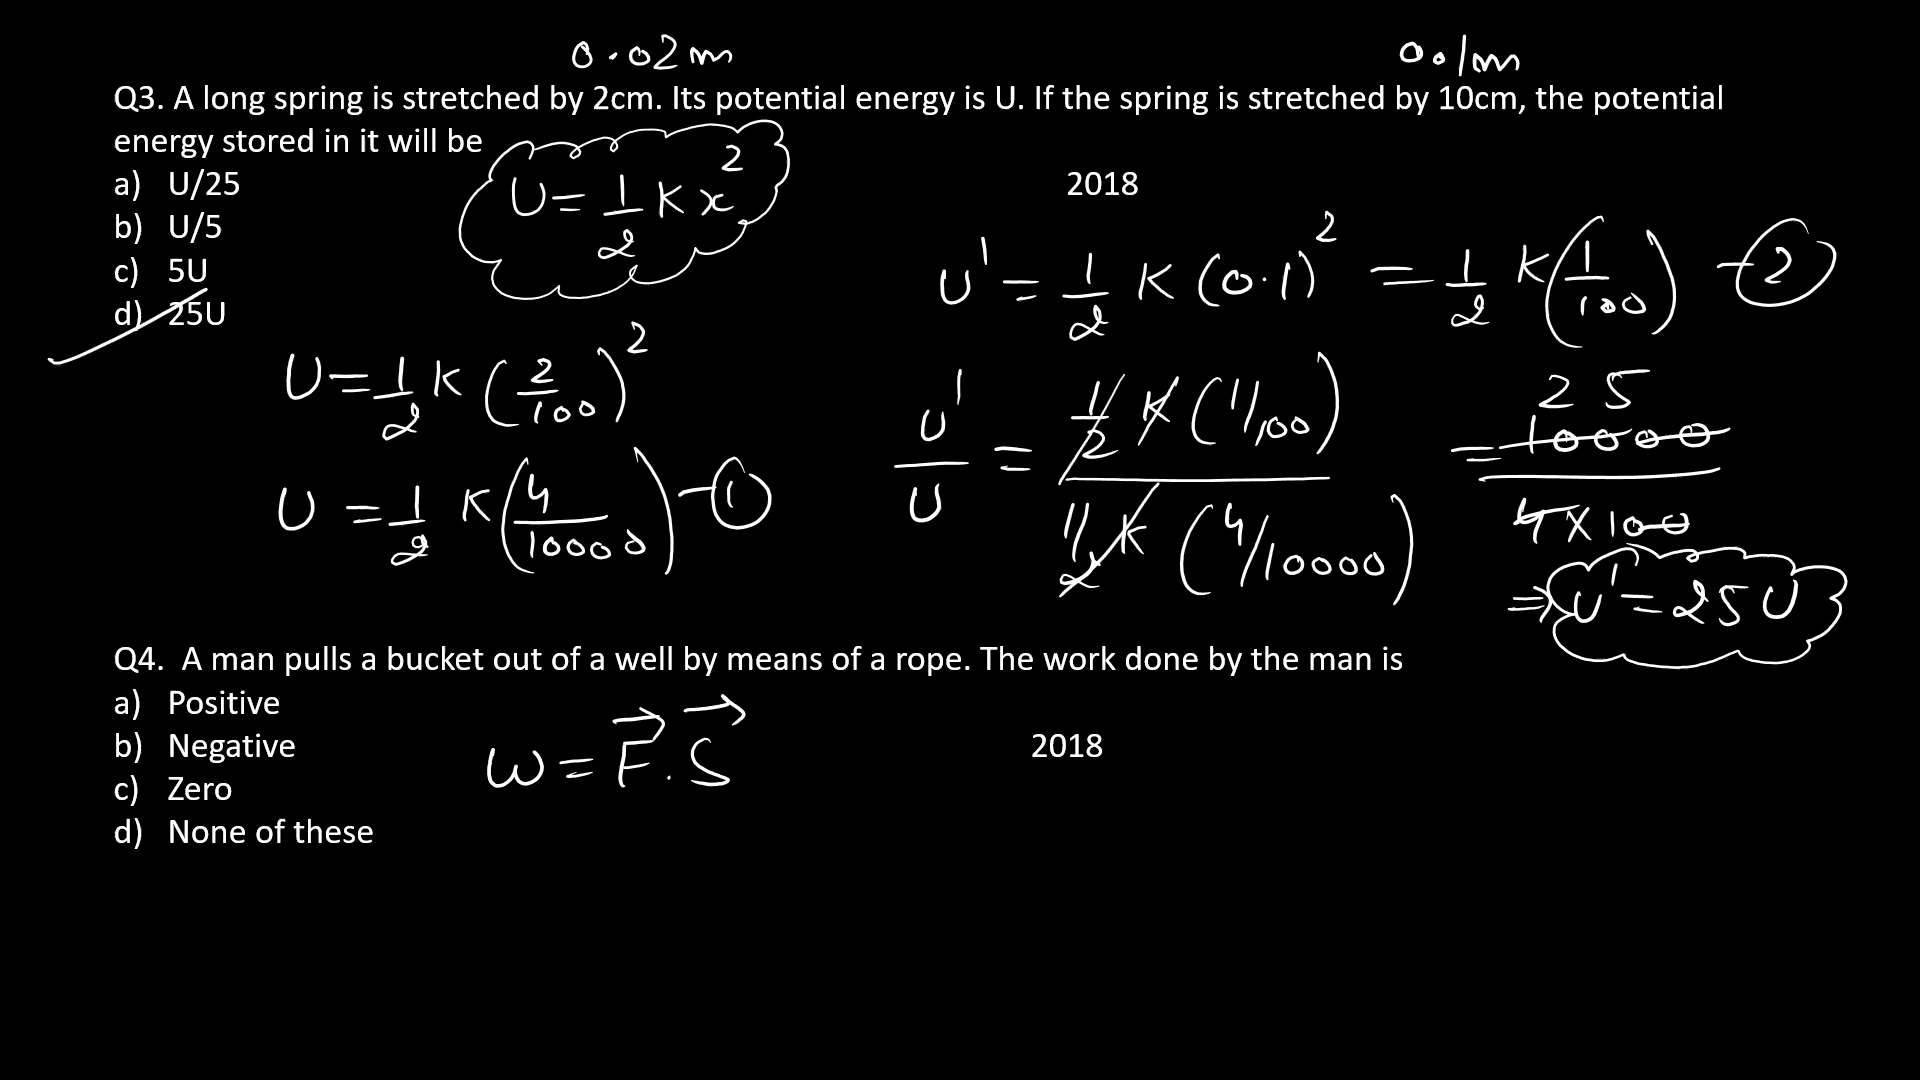 0.02m 0.1m
Q3. A long spring is stretched by 2cm. Its potential energy is U. If the spring is stretched by 10cm, the potential
energy stored in it will be
a) U/25 2018
b) U/5
c) 5U
d) 25U
U = 1/2 K x²
U = 1/2 K (2/100)²
U = 1/2 K (4/10000) - ①
U' = 1/2 K (0.1)² = 1/2 K (1/100) - ②
U'/U = 1/2 K (1/100) / 1/2 K (4/10000) = 25 10000 / 4 x 100
⇒ U' = 25U
Q4. A man pulls a bucket out of a well by means of a rope. The work done by the man is
a) Positive
b) Negative 2018
c) Zero
d) None of these
W = F⃗ . S⃗